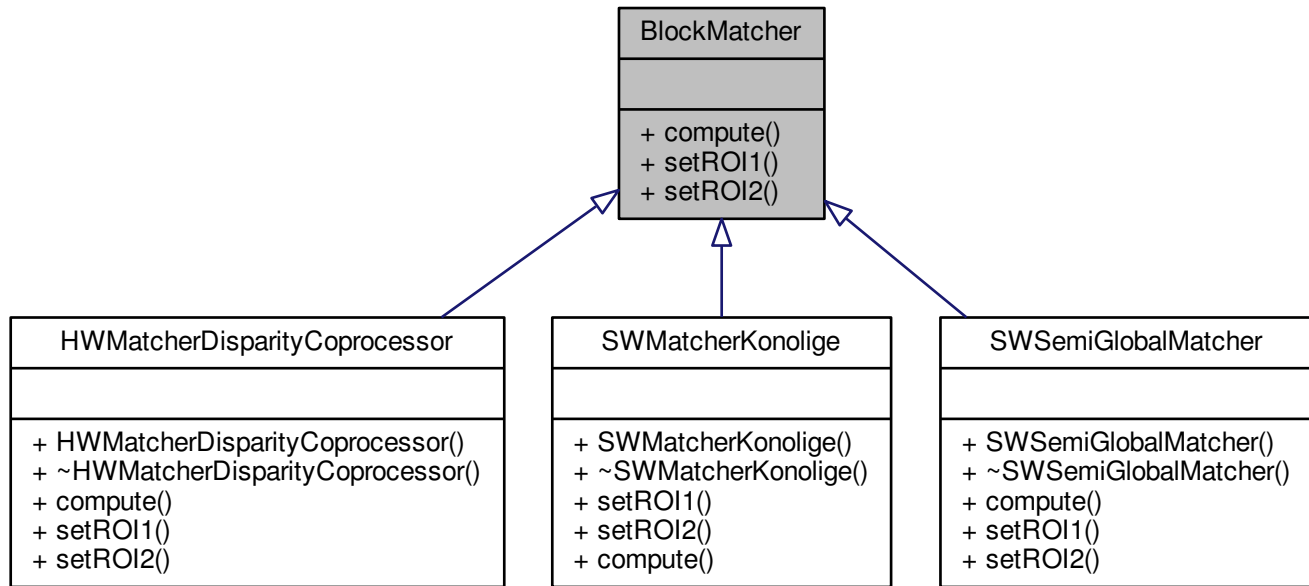 BlockMatcher
+ compute()
+ setROI1()
+ setROI2()
HWMatcherDisparityCoprocessor
+ HWMatcherDisparityCoprocessor()
+ ~HWMatcherDisparityCoprocessor()
+ compute()
+ setROI1()
+ setROI2()
SWMatcherKonolige
+ SWMatcherKonolige()
+ ~SWMatcherKonolige()
+ setROI1()
+ setROI2()
+ compute()
SWSemiGlobalMatcher
+ SWSemiGlobalMatcher()
+ ~SWSemiGlobalMatcher()
+ compute()
+ setROI1()
+ setROI2()